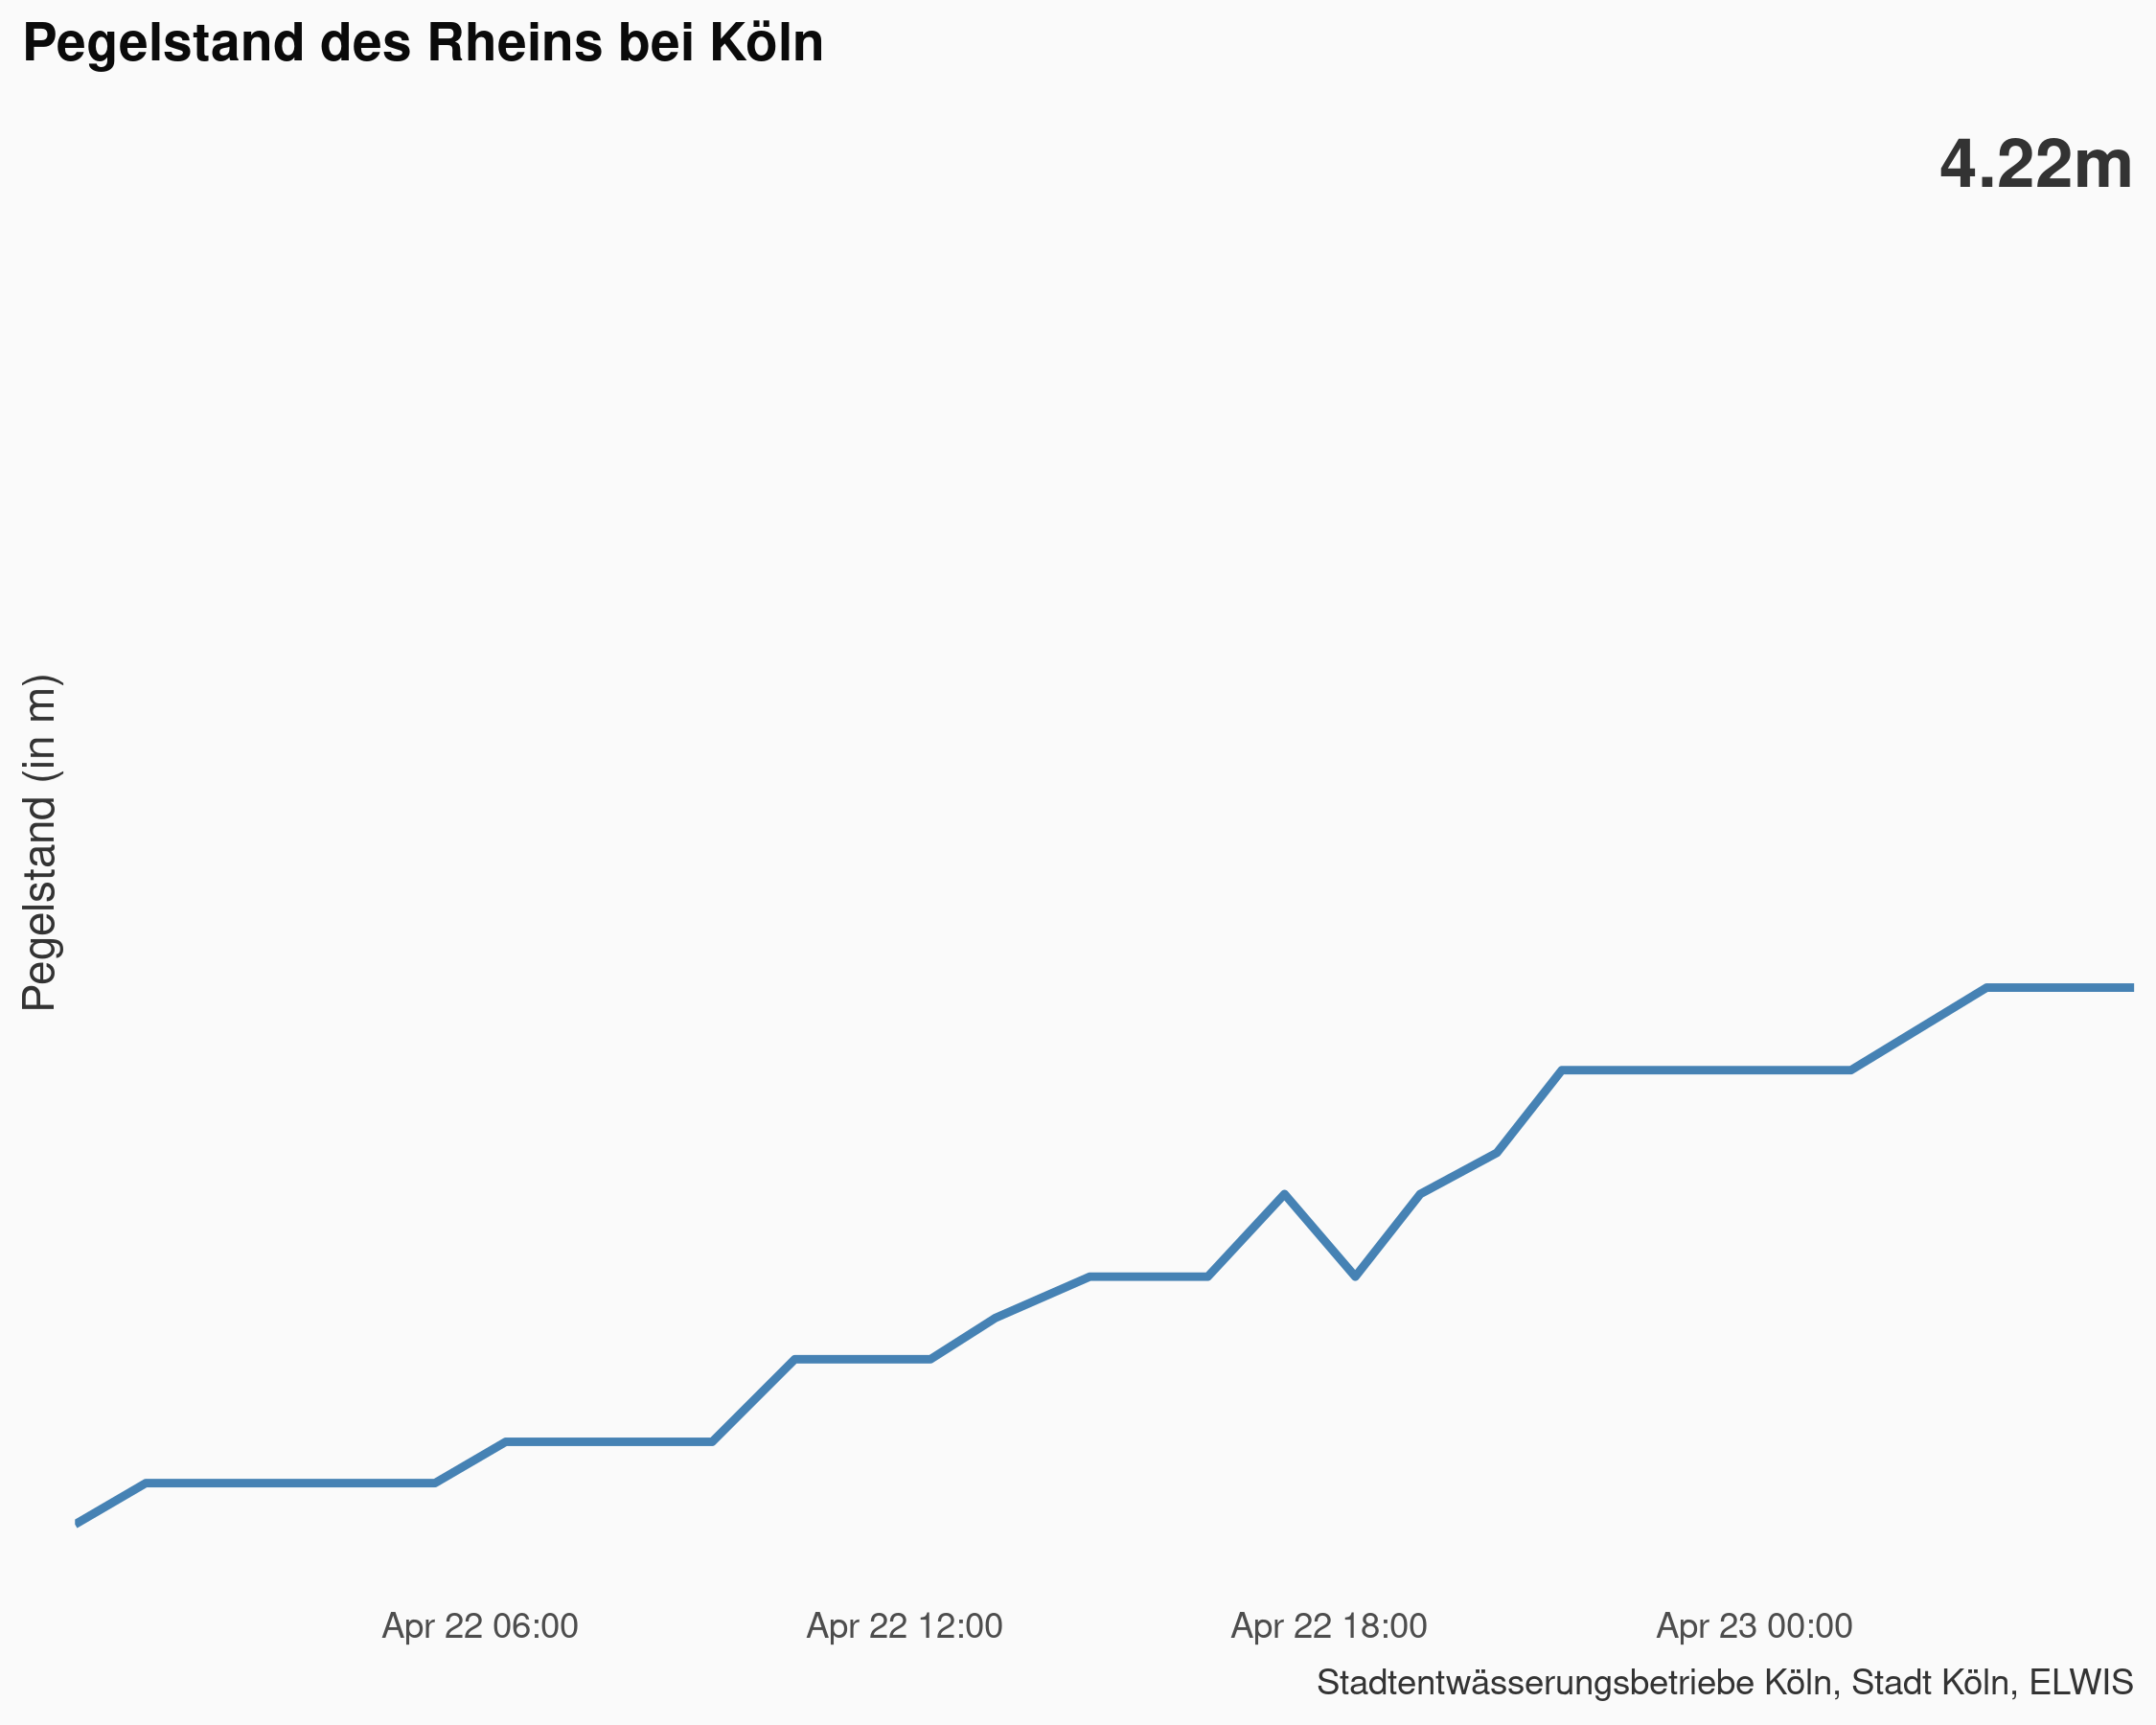 Pegelstand des Rheins bei Köln
4.22m
Pegelstand (in m)
Apr 22 06:00
Apr 22 12:00
Apr 22 18:00
Apr 23 00:00
Stadtentwässerungsbetriebe Köln, Stadt Köln, ELWIS